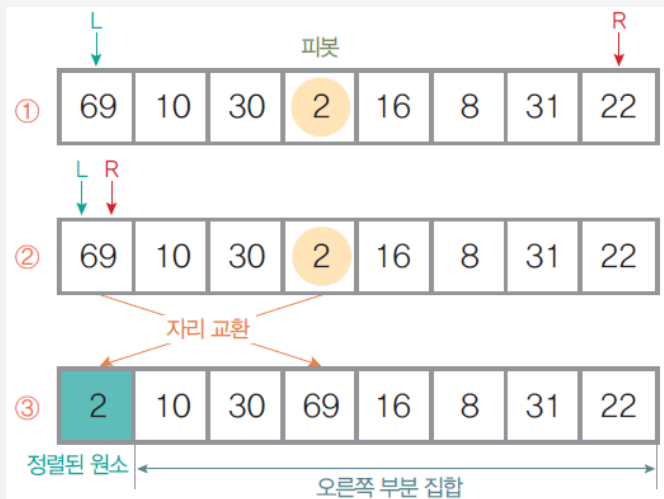 L 피봇 R
① 69 10 30 2 16 8 31 22
L R
② 69 10 30 2 16 8 31 22
자리 교환
③ 2 10 30 69 16 8 31 22
정렬된 원소
오른쪽 부분 집합